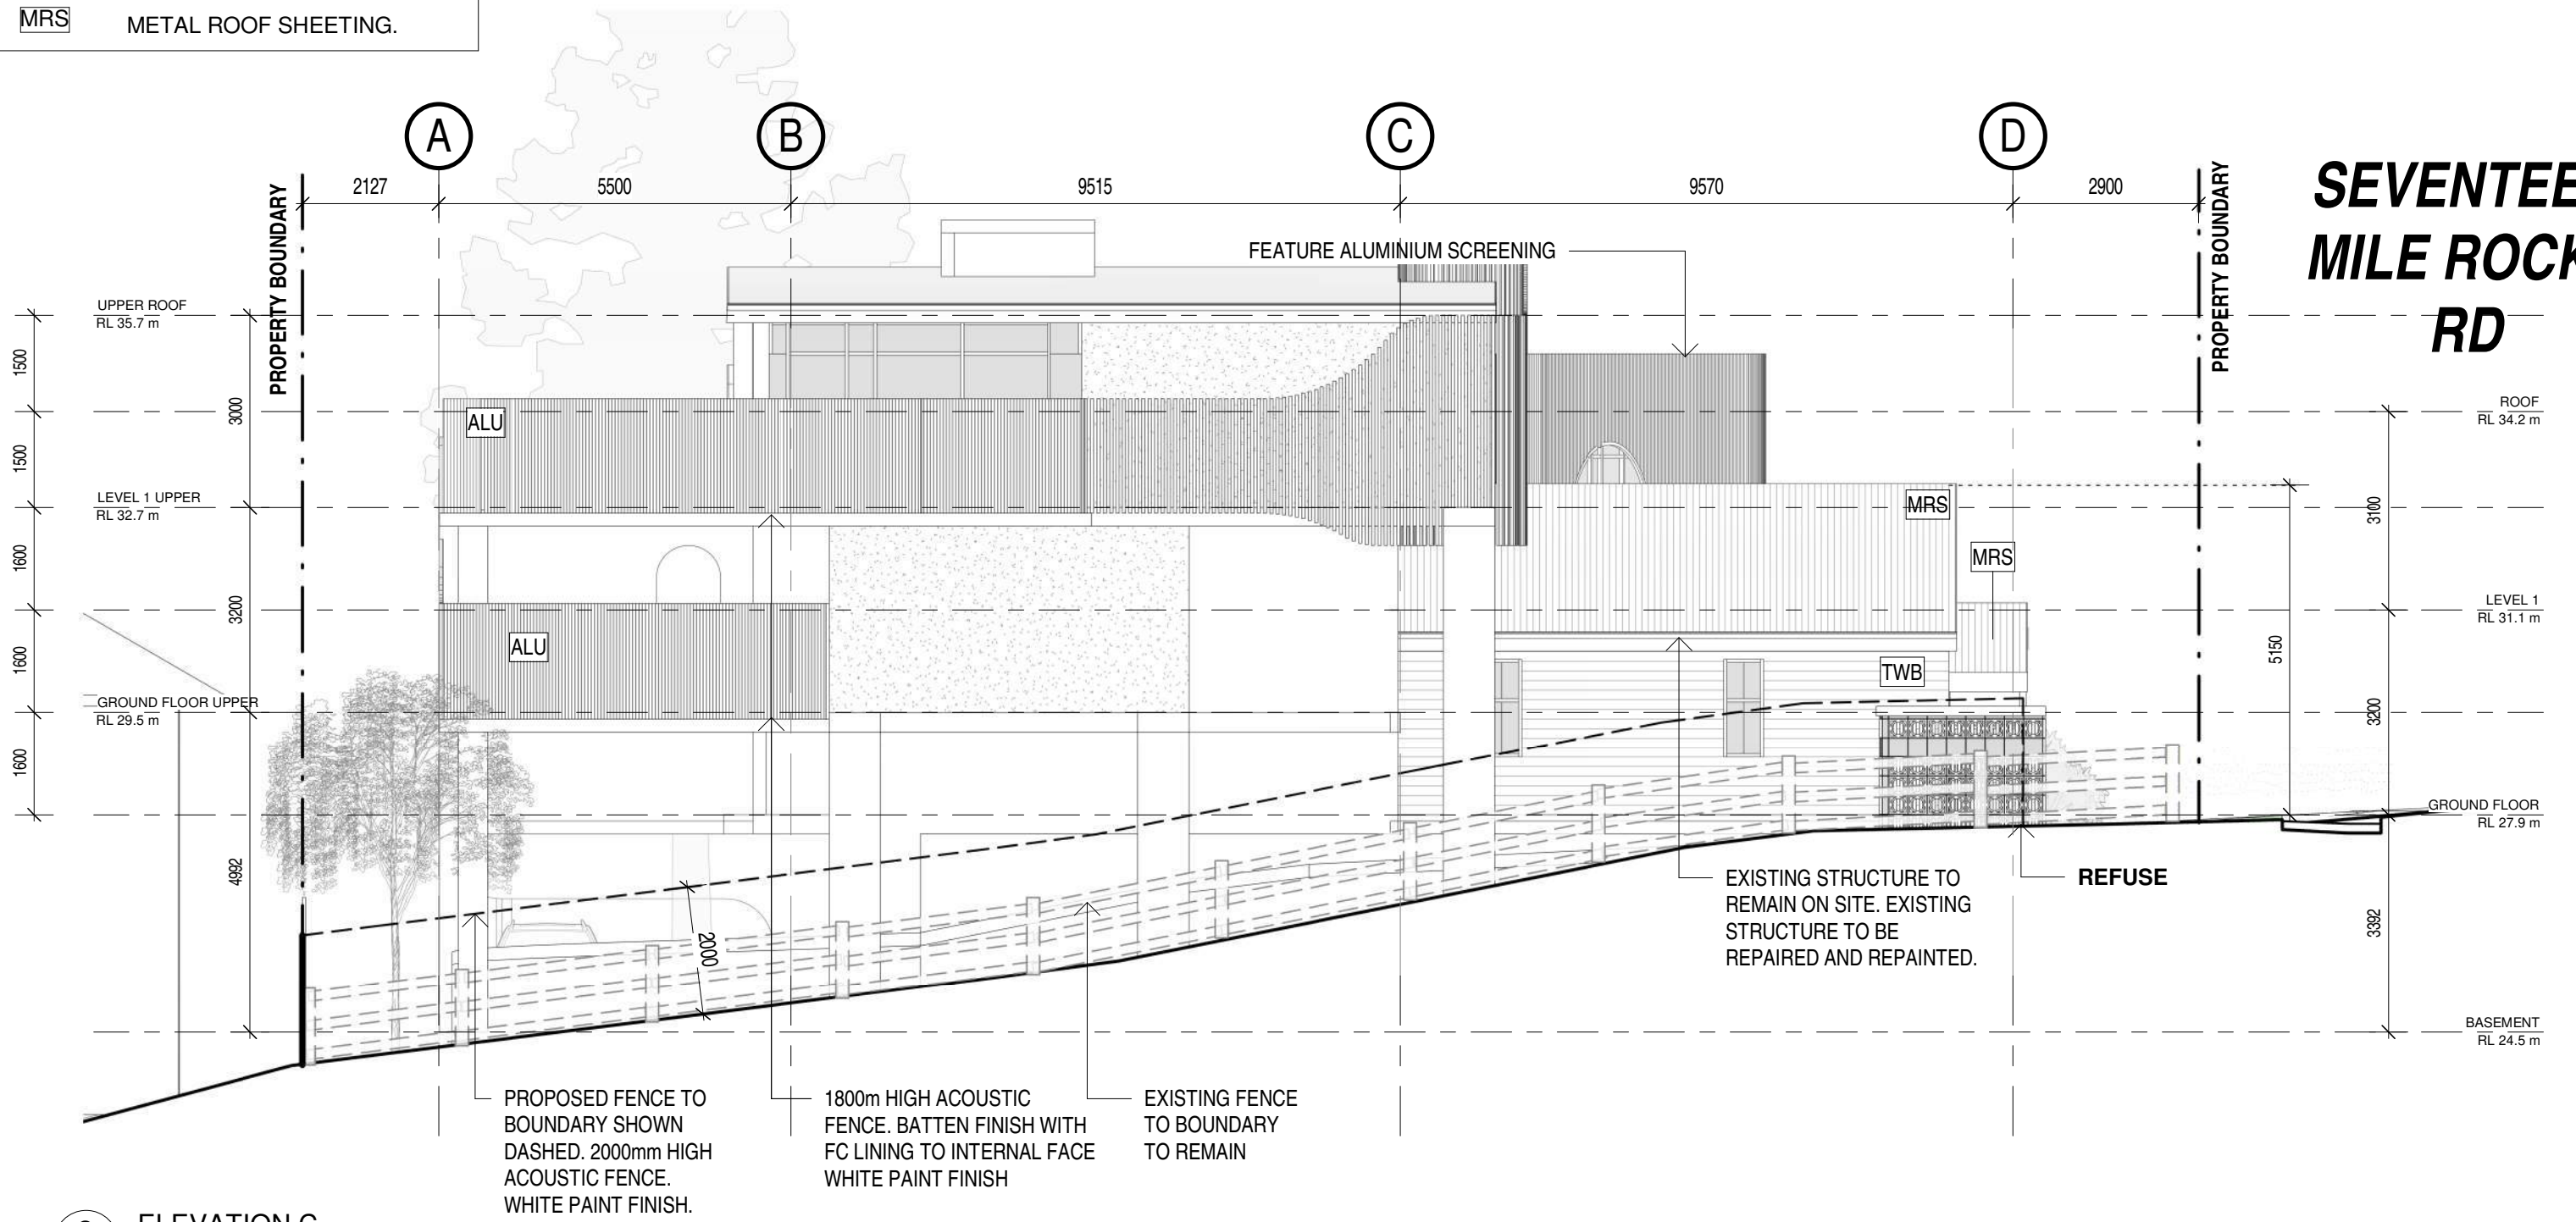 MRS METAL ROOF SHEETING.
A B C D
2127 5500 9515 9570 2900
PROPERTY BOUNDARY
PROPERTY BOUNDARY
MILE ROCK
RD
FEATURE ALUMINIUM SCREENING
UPPER ROOF
RL 35.7 m
LEVEL 1 UPPER
RL 32.7 m
GROUND FLOOR UPPER
RL 29.5 m
1500
1500
1600
1600
1600
3000
3200
4992
ALU
ALU
MRS
MRS
TWB
2000
ROOF
RL 34.2 m
LEVEL 1
RL 31.1 m
GROUND FLOOR
RL 27.9 m
BASEMENT
RL 24.5 m
3100
3200
3392
5150
EXISTING STRUCTURE TO
REMAIN ON SITE. EXISTING
STRUCTURE TO BE
REPAIRED AND REPAINTED.
REFUSE
PROPOSED FENCE TO
BOUNDARY SHOWN
DASHED. 2000mm HIGH
ACOUSTIC FENCE.
WHITE PAINT FINISH.
1800m HIGH ACOUSTIC
FENCE. BATTEN FINISH WITH
FC LINING TO INTERNAL FACE
WHITE PAINT FINISH
EXISTING FENCE
TO BOUNDARY
TO REMAIN